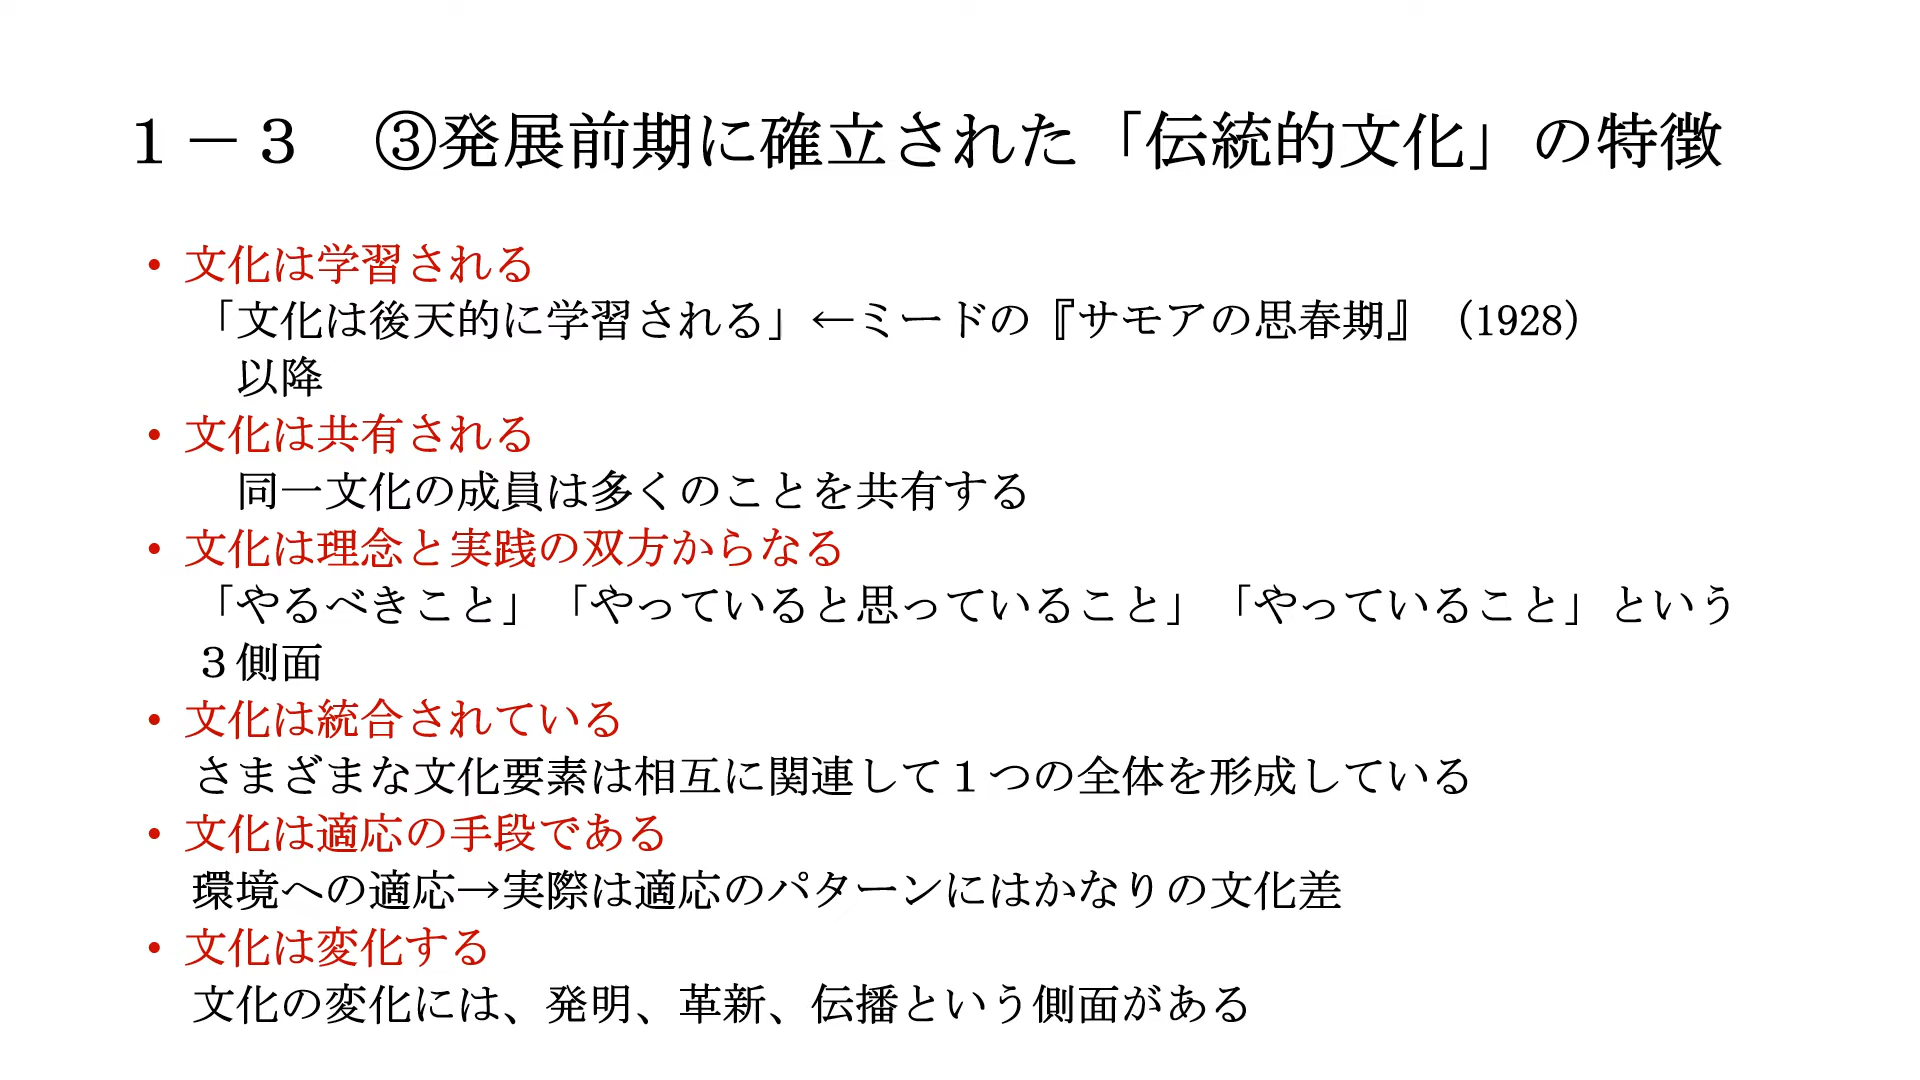 １－３　③発展前期に確立された「伝統的文化」の特徴
• 文化は学習される
「文化は後天的に学習される」←ミードの『サモアの思春期』（1928）
以降
• 文化は共有される
同一文化の成員は多くのことを共有する
• 文化は理念と実践の双方からなる
「やるべきこと」「やっていると思っていること」「やっていること」という
３側面
• 文化は統合されている
さまざまな文化要素は相互に関連して１つの全体を形成している
• 文化は適応の手段である
環境への適応→実際は適応のパターンにはかなりの文化差
• 文化は変化する
文化の変化には、発明、革新、伝播という側面がある